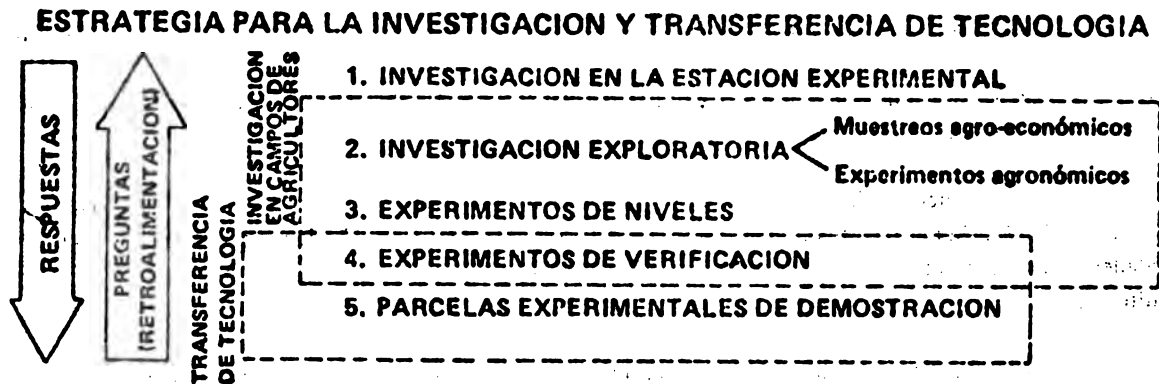 ESTRATEGIA PARA LA INVESTIGACION Y TRANSFERENCIA DE TECNOLOGIA
RESPUESTAS
PREGUNTAS
(RETROALIMENTACION)
TRANSFERENCIA
DE TECNOLOGIA
INVESTIGACION
EN CAMPOS DE
AGRICULTORES
1. INVESTIGACION EN LA ESTACION EXPERIMENTAL
2. INVESTIGACION EXPLORATORIA
Muestreos agro-económicos
Experimentos agronómicos
3. EXPERIMENTOS DE NIVELES
4. EXPERIMENTOS DE VERIFICACION
5. PARCELAS EXPERIMENTALES DE DEMOSTRACION